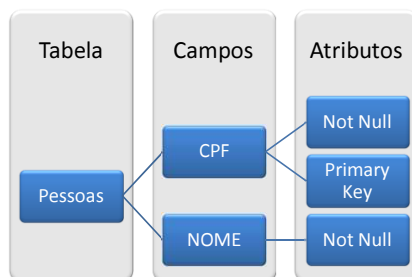 Tabela Campos Atributos
Not Null
CPF
Primary
Key
Pessoas
NOME Not Null